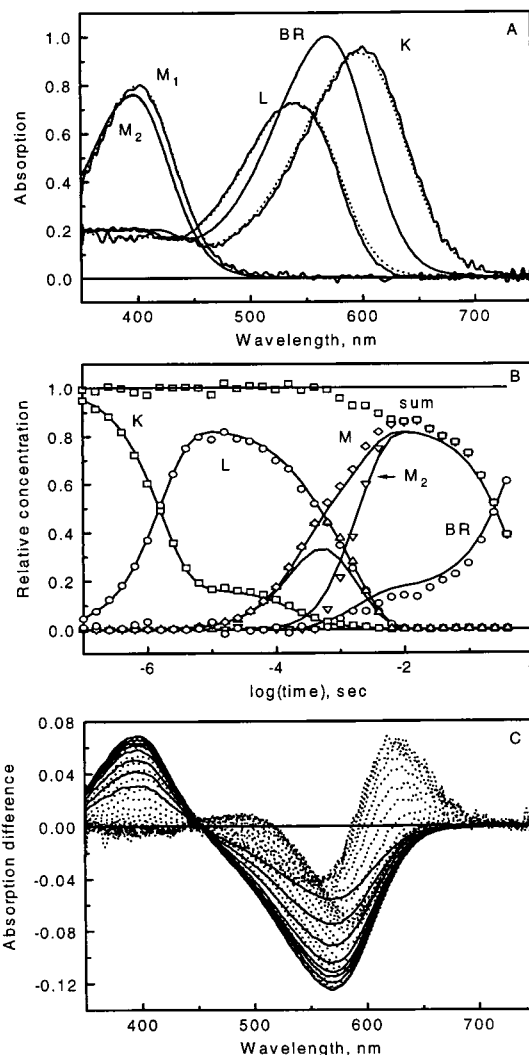 A
BR
K
M1
L
M2
1.0
0.8
0.6
0.4
0.2
0.0
Absorption
400 500 600 700
Wavelength, nm
B
1.0
0.8
0.6
0.4
0.2
0.0
Relative concentration
K
L
sum
M
M2
BR
-6 -4 -2 0
log(time), sec
C
0.08
0.04
0.00
-0.04
-0.08
-0.12
Absorption difference
400 500 600 700
Wavelength, nm